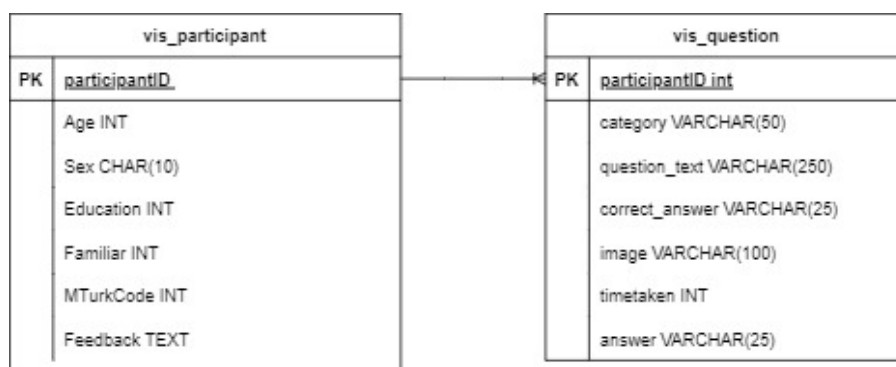 vis_participant
PK participantID
Age INT
Sex CHAR(10)
Education INT
Familiar INT
MTurkCode INT
Feedback TEXT
vis_question
PK participantID int
category VARCHAR(50)
question_text VARCHAR(250)
correct_answer VARCHAR(25)
image VARCHAR(100)
timetaken INT
answer VARCHAR(25)